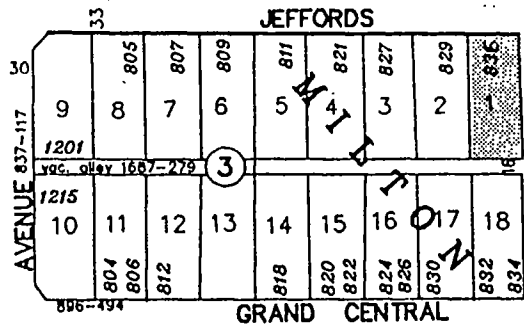 JEFFORDS
33
30
805 807 809 811 821 827 829 836
9 8 7 6 5 4 3 2 1
MILTON
1201
vac. alley 1667-279
3
16
1215
AVENUE 837-117
10 11 12 13 14 15 16 17 18
804 806 812 818 820 822 824 826 830 832 834
896-494
GRAND CENTRAL